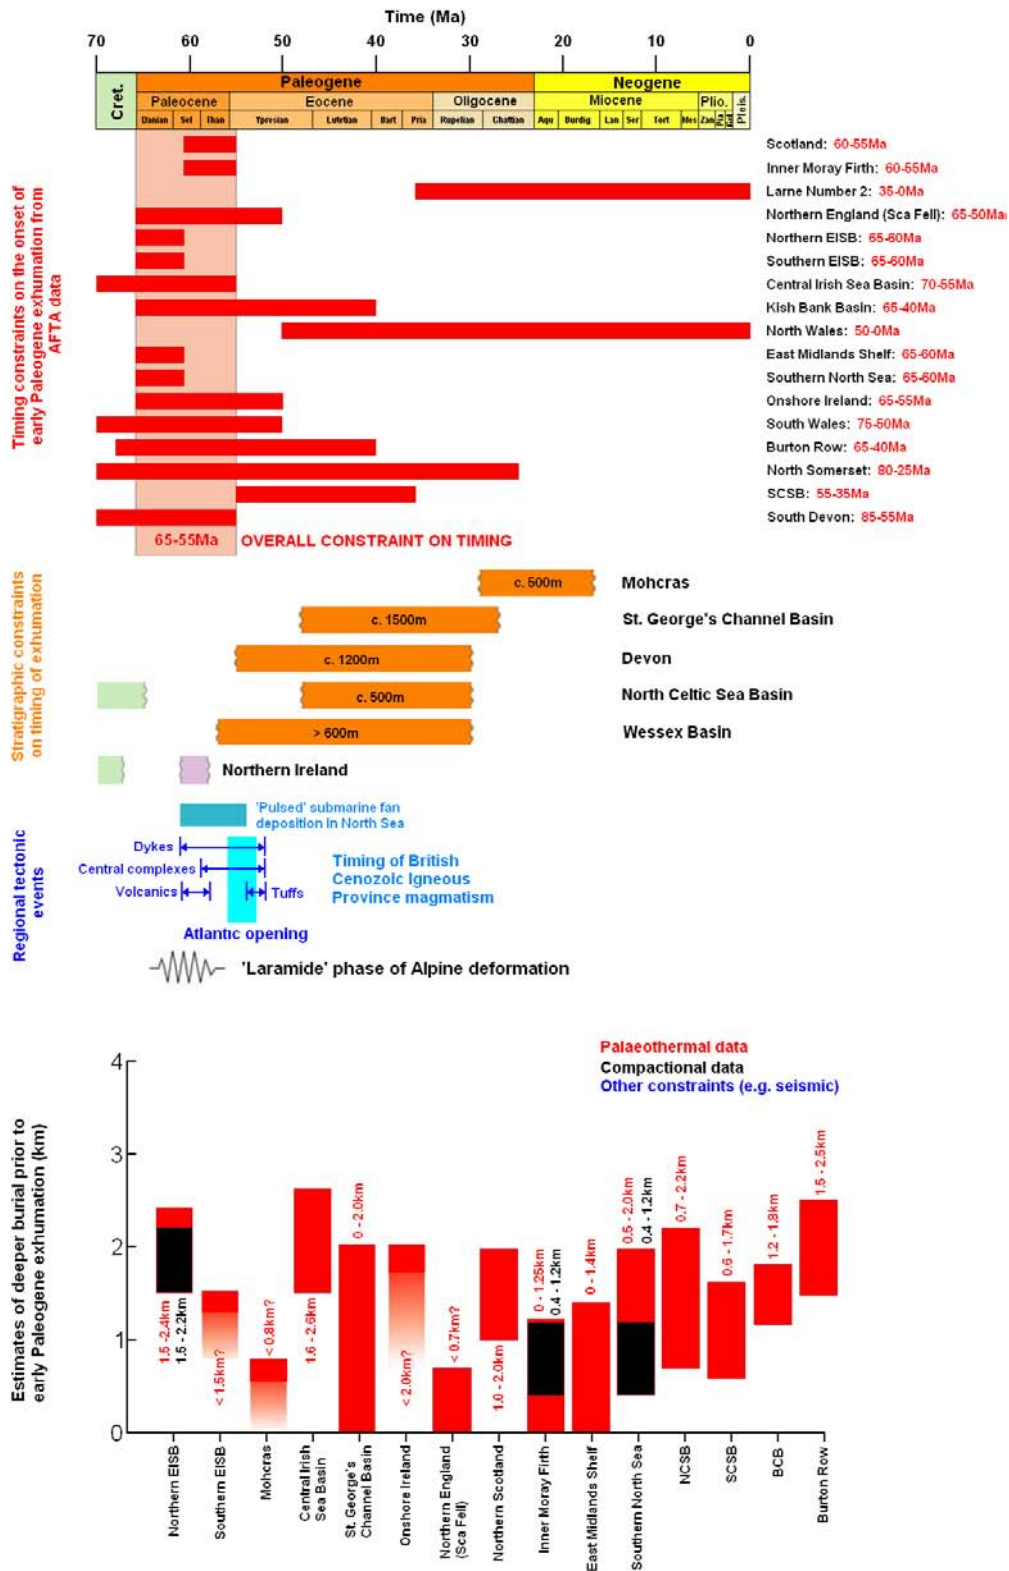 Time (Ma)
70 60 50 40 30 20 10 0
Cret.
Paleogene Neogene
Paleocene Eocene Oligocene Miocene Plio. Pleis.
Danian Sel Than Ypresian Lutetian Bart Pria Rupelian Chattian Aqu Burdig Lan Ser Tort Mes Zan Pia
Timing constraints on the onset of
early Paleogene exhumation from
AFTA data
Scotland: 60-55Ma
Inner Moray Firth: 60-55Ma
Larne Number 2: 35-0Ma
Northern England (Sca Fell): 65-50Ma
Northern EISB: 65-60Ma
Southern EISB: 65-60Ma
Central Irish Sea Basin: 70-55Ma
Kish Bank Basin: 65-40Ma
North Wales: 50-0Ma
East Midlands Shelf: 65-60Ma
Southern North Sea: 65-60Ma
Onshore Ireland: 65-55Ma
South Wales: 75-50Ma
Burton Row: 65-40Ma
North Somerset: 80-25Ma
SCSB: 55-35Ma
South Devon: 85-55Ma
65-55Ma OVERALL CONSTRAINT ON TIMING
Stratigraphic constraints
on timing of exhumation
c. 500m Mohcras
c. 1500m St. George's Channel Basin
c. 1200m Devon
c. 500m North Celtic Sea Basin
> 600m Wessex Basin
Northern Ireland
Regional tectonic
events
'Pulsed' submarine fan
deposition in North Sea
Dykes
Central complexes
Volcanics Tuffs
Timing of British
Cenozoic Igneous
Province magmatism
Atlantic opening
'Laramide' phase of Alpine deformation
Palaeothermal data
Compactional data
Other constraints (e.g. seismic)
Estimates of deeper burial prior to
early Paleogene exhumation (km)
4
3
2
1
0
1.5 -2.4km
1.5 - 2.2km
< 1.5km?
< 0.8km?
1.6 - 2.6km
0 - 2.0km
< 2.0km?
< 0.7km?
1.0 - 2.0km
0 - 1.25km
0.4 - 1.2km
0 - 1.4km
0.5 - 2.0km
0.4 - 1.2km
0.7 - 2.2km
0.6 - 1.7km
1.2 - 1.8km
1.5 - 2.5km
Northern EISB
Southern EISB
Mohcras
Central Irish
Sea Basin
St. George's
Channel Basin
Onshore Ireland
Northern England
(Sca Fell)
Northern Scotland
Inner Moray Firth
East Midlands Shelf
Southern North Sea
NCSB
SCSB
BCB
Burton Row